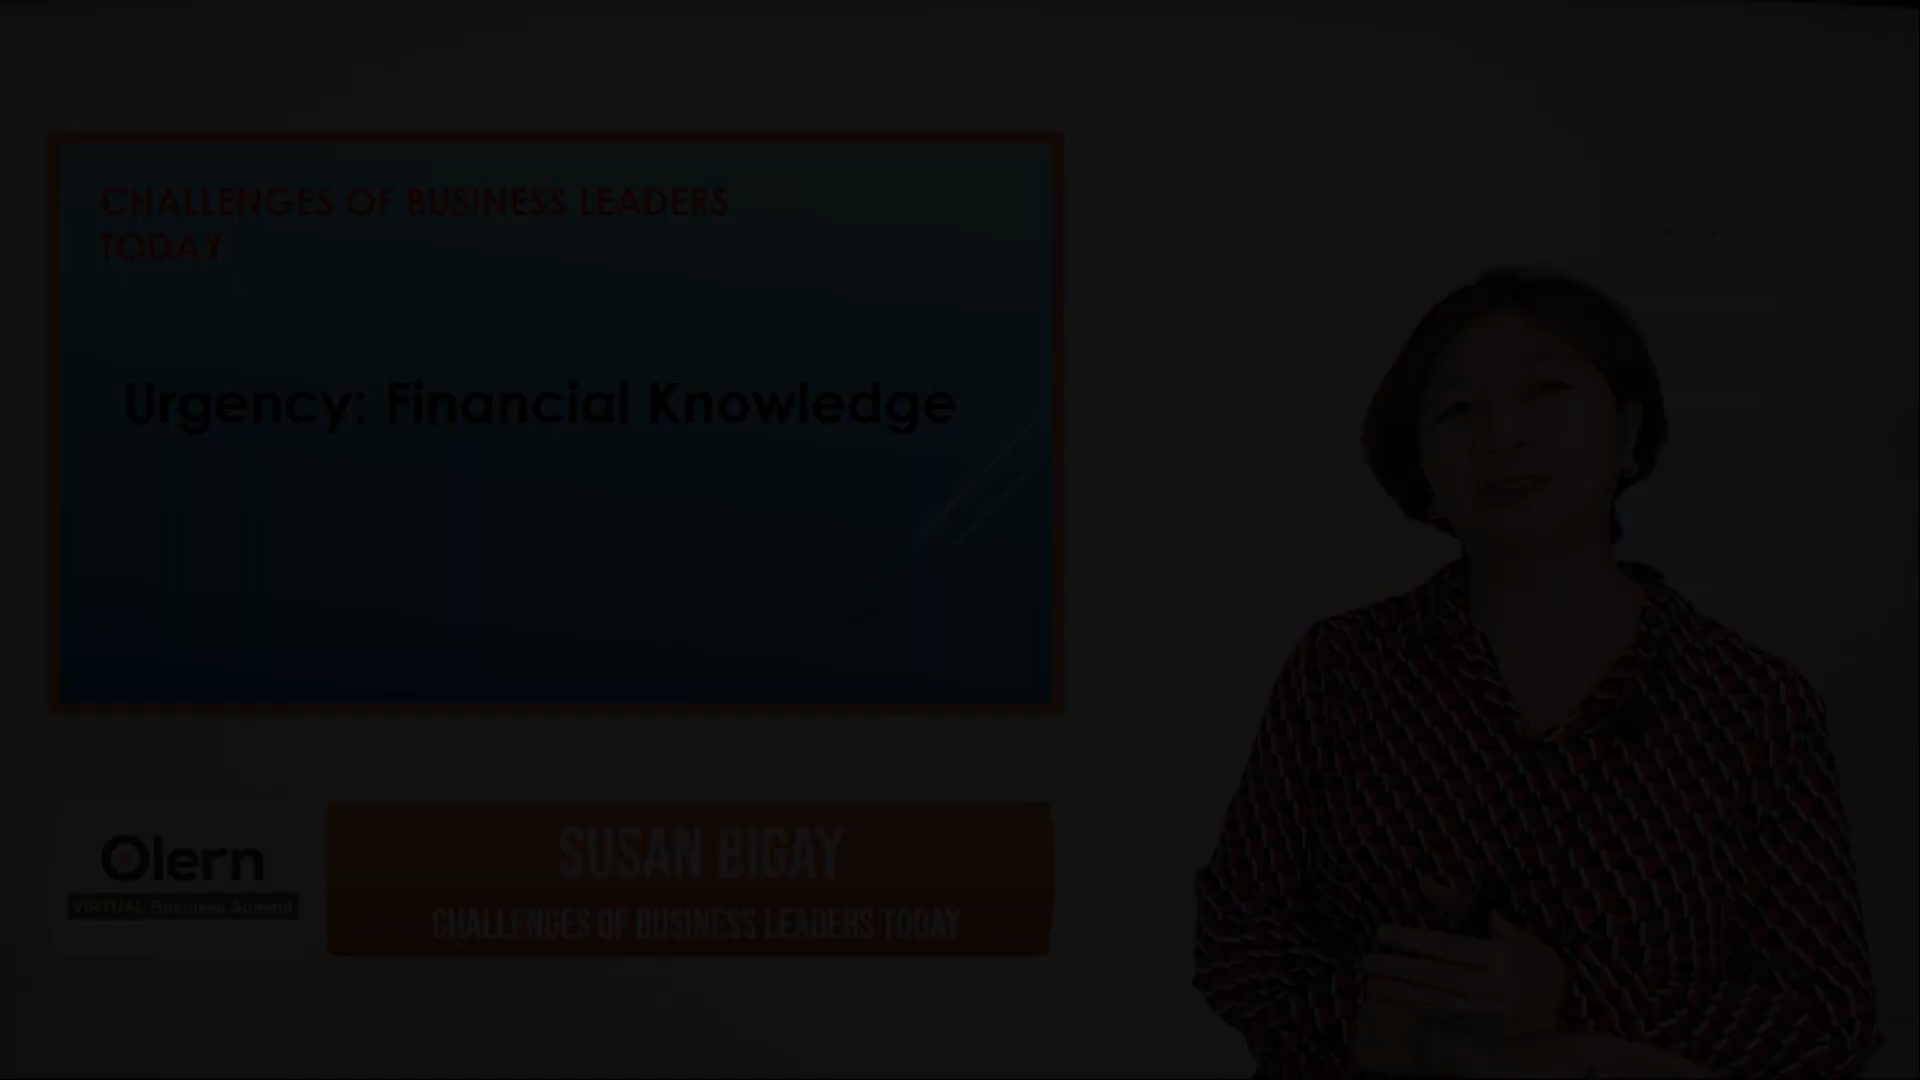 CHALLENGES OF BUSINESS LEADERS
TODAY
Urgency: Financial Knowledge
Olern
VIRTUAL Business Summit
SUSAN BIGAY
CHALLENGES OF BUSINESS LEADERS TODAY